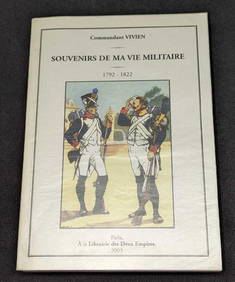 Commandant VIVIEN
SOUVENIRS DE MA VIE MILITAIRE
1792 - 1822
Paris,
À la Librairie des Deux Empires,
2003